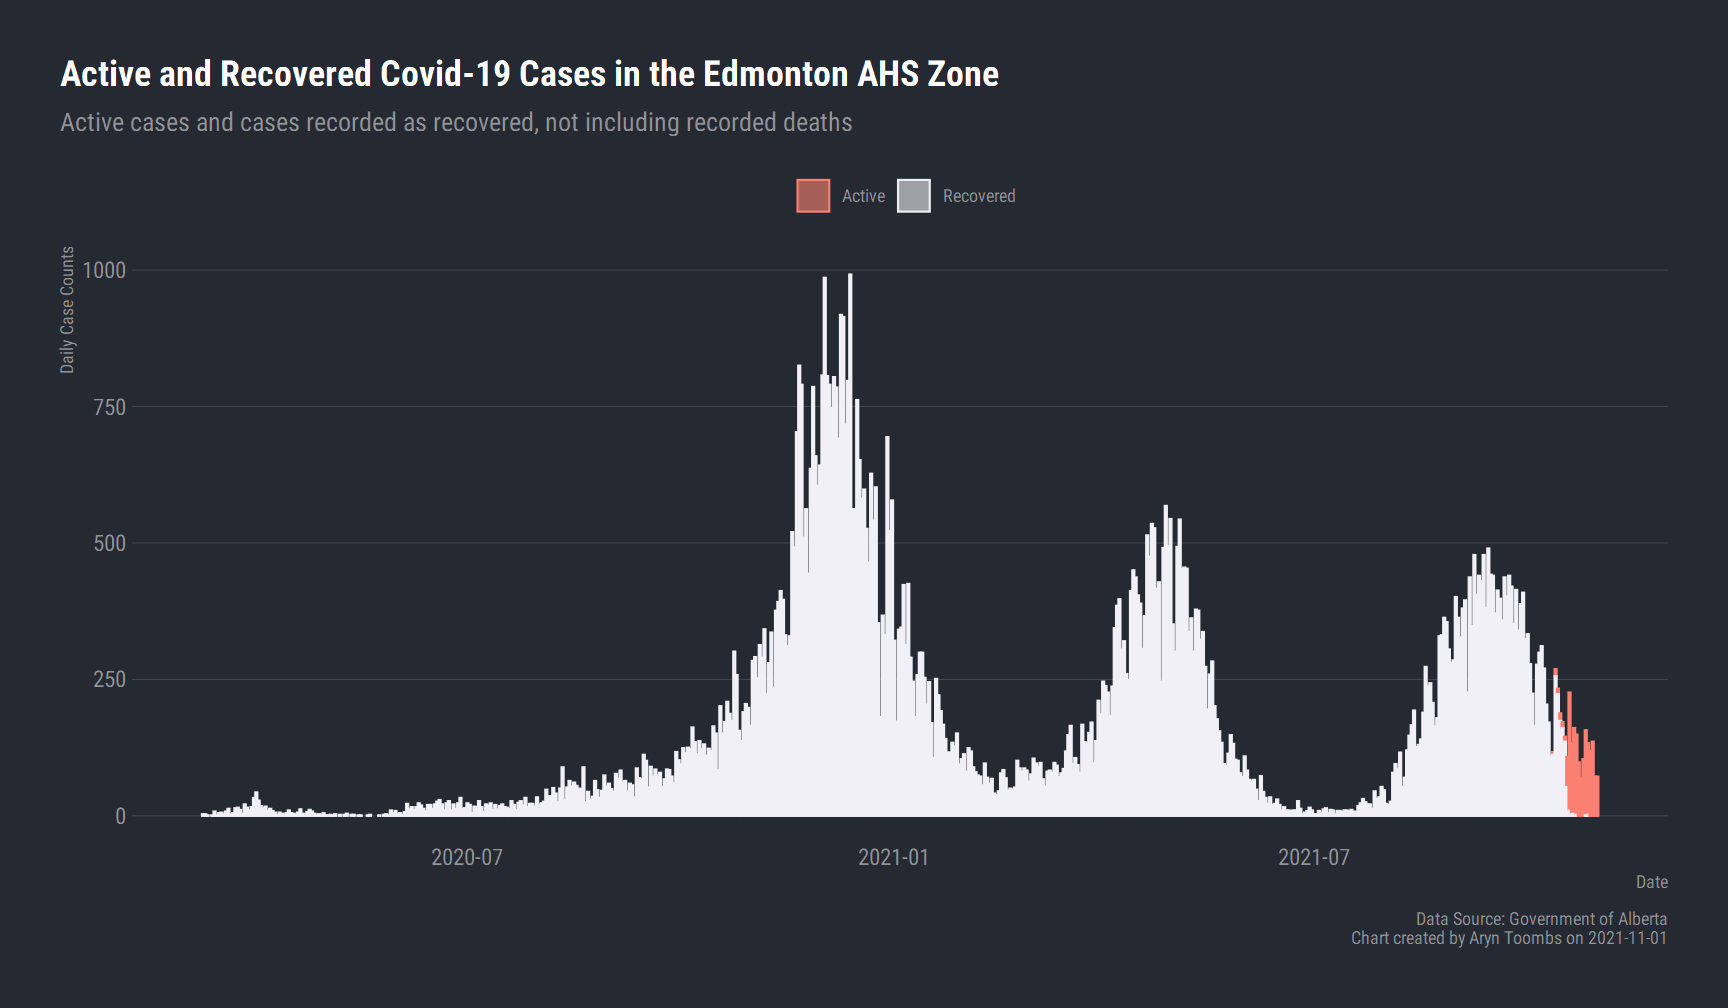 Active and Recovered Covid-19 Cases in the Edmonton AHS Zone
Active cases and cases recorded as recovered, not including recorded deaths
Active
Recovered
Daily Case Counts
1000
750
500
250
0
2020-07
2021-01
2021-07
Date
Data Source: Government of Alberta
Chart created by Aryn Toombs on 2021-11-01